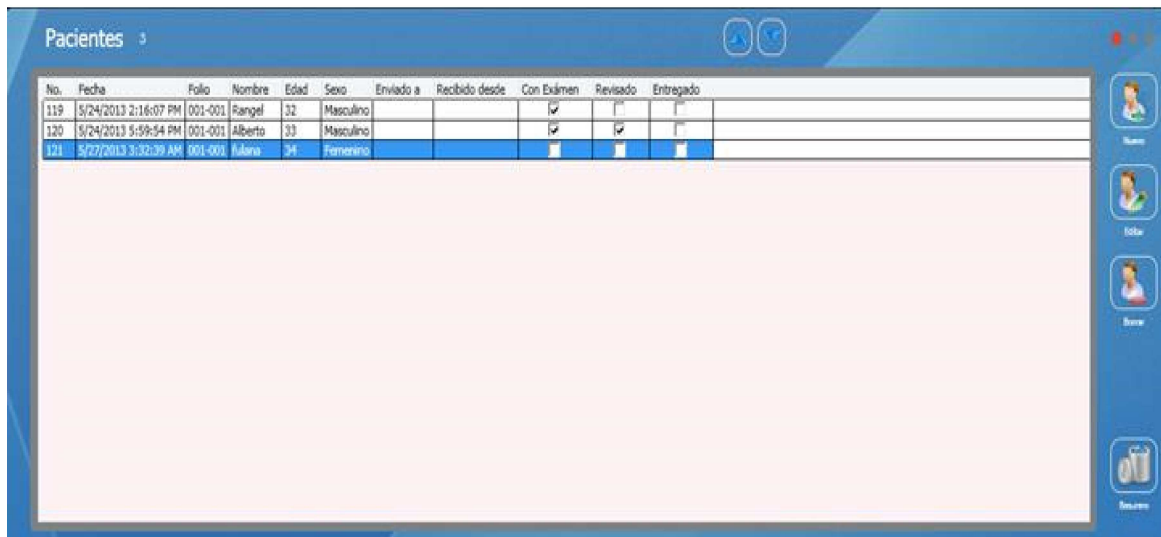 Pacientes 3
No. Fecha Folio Nombre Edad Sexo Enviado a Recibido desde Con Exámen Revisado Entregado
119 5/24/2013 2:16:07 PM 001-001 Rangel 32 Masculino
120 5/24/2013 5:59:54 PM 001-001 Alberto 33 Masculino
121 5/27/2013 3:32:39 AM 001-001 fulana 34 Femenino
Nuevo
Editar
Borrar